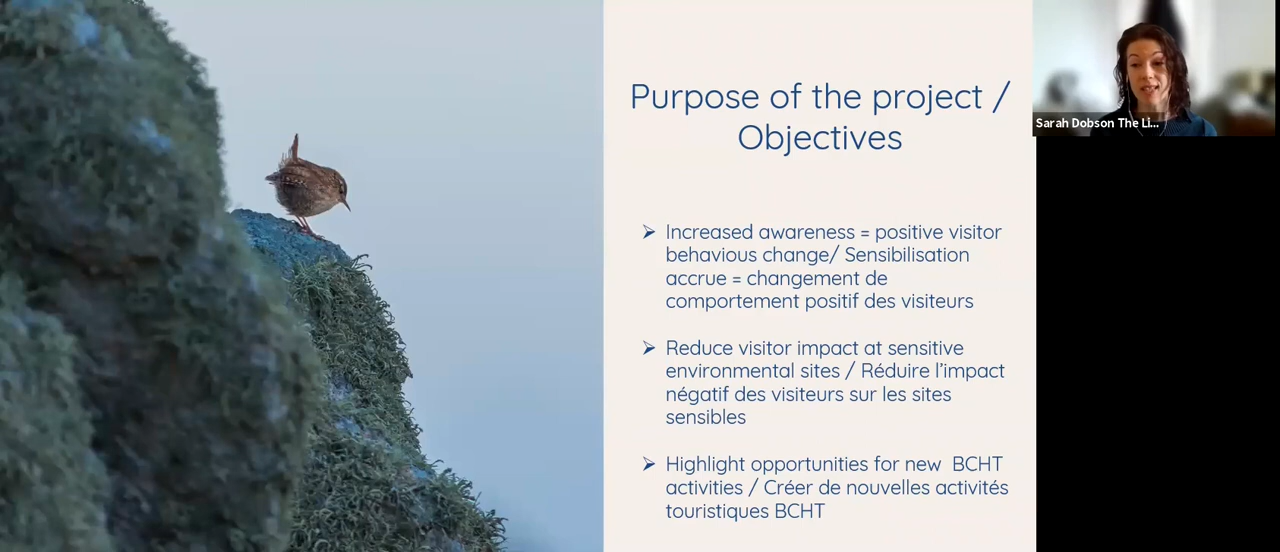 Purpose of the project /
Objectives
Increased awareness = positive visitor
behavious change/ Sensibilisation
accrue = changement de
comportement positif des visiteurs
Reduce visitor impact at sensitive
environmental sites / Réduire l'impact
négatif des visiteurs sur les sites
sensibles
Highlight opportunities for new BCHT
activities / Créer de nouvelles activités
touristiques BCHT
Sarah Dobson The Li...